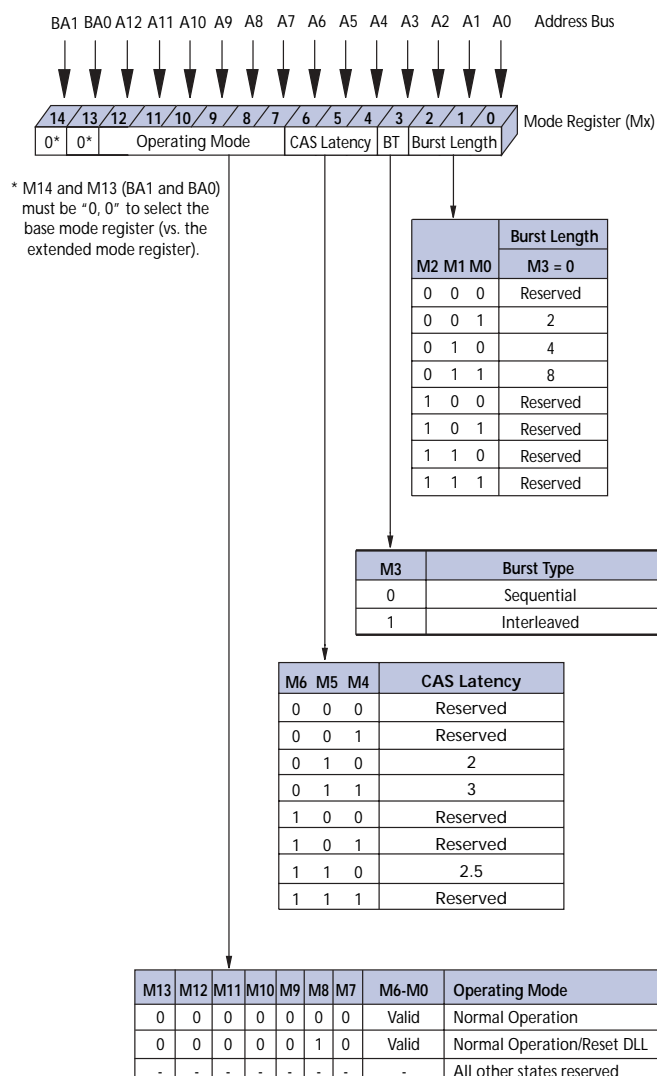 BA1 BA0 A12 A11 A10 A9 A8 A7 A6 A5 A4 A3 A2 A1 A0 Address Bus
14 13 12 11 10 9 8 7 6 5 4 3 2 1 0 Mode Register (Mx)
0* 0* Operating Mode CAS Latency BT Burst Length
* M14 and M13 (BA1 and BA0)
must be "0, 0" to select the
base mode register (vs. the
extended mode register).
Burst Length
M2 M1 M0 M3 = 0
0 0 0 Reserved
0 0 1 2
0 1 0 4
0 1 1 8
1 0 0 Reserved
1 0 1 Reserved
1 1 0 Reserved
1 1 1 Reserved
M3 Burst Type
0 Sequential
1 Interleaved
M6 M5 M4 CAS Latency
0 0 0 Reserved
0 0 1 Reserved
0 1 0 2
0 1 1 3
1 0 0 Reserved
1 0 1 Reserved
1 1 0 2.5
1 1 1 Reserved
M13 M12 M11 M10 M9 M8 M7 M6-M0 Operating Mode
0 0 0 0 0 0 0 Valid Normal Operation
0 0 0 0 0 1 0 Valid Normal Operation/Reset DLL
- - - - - - - - All other states reserved